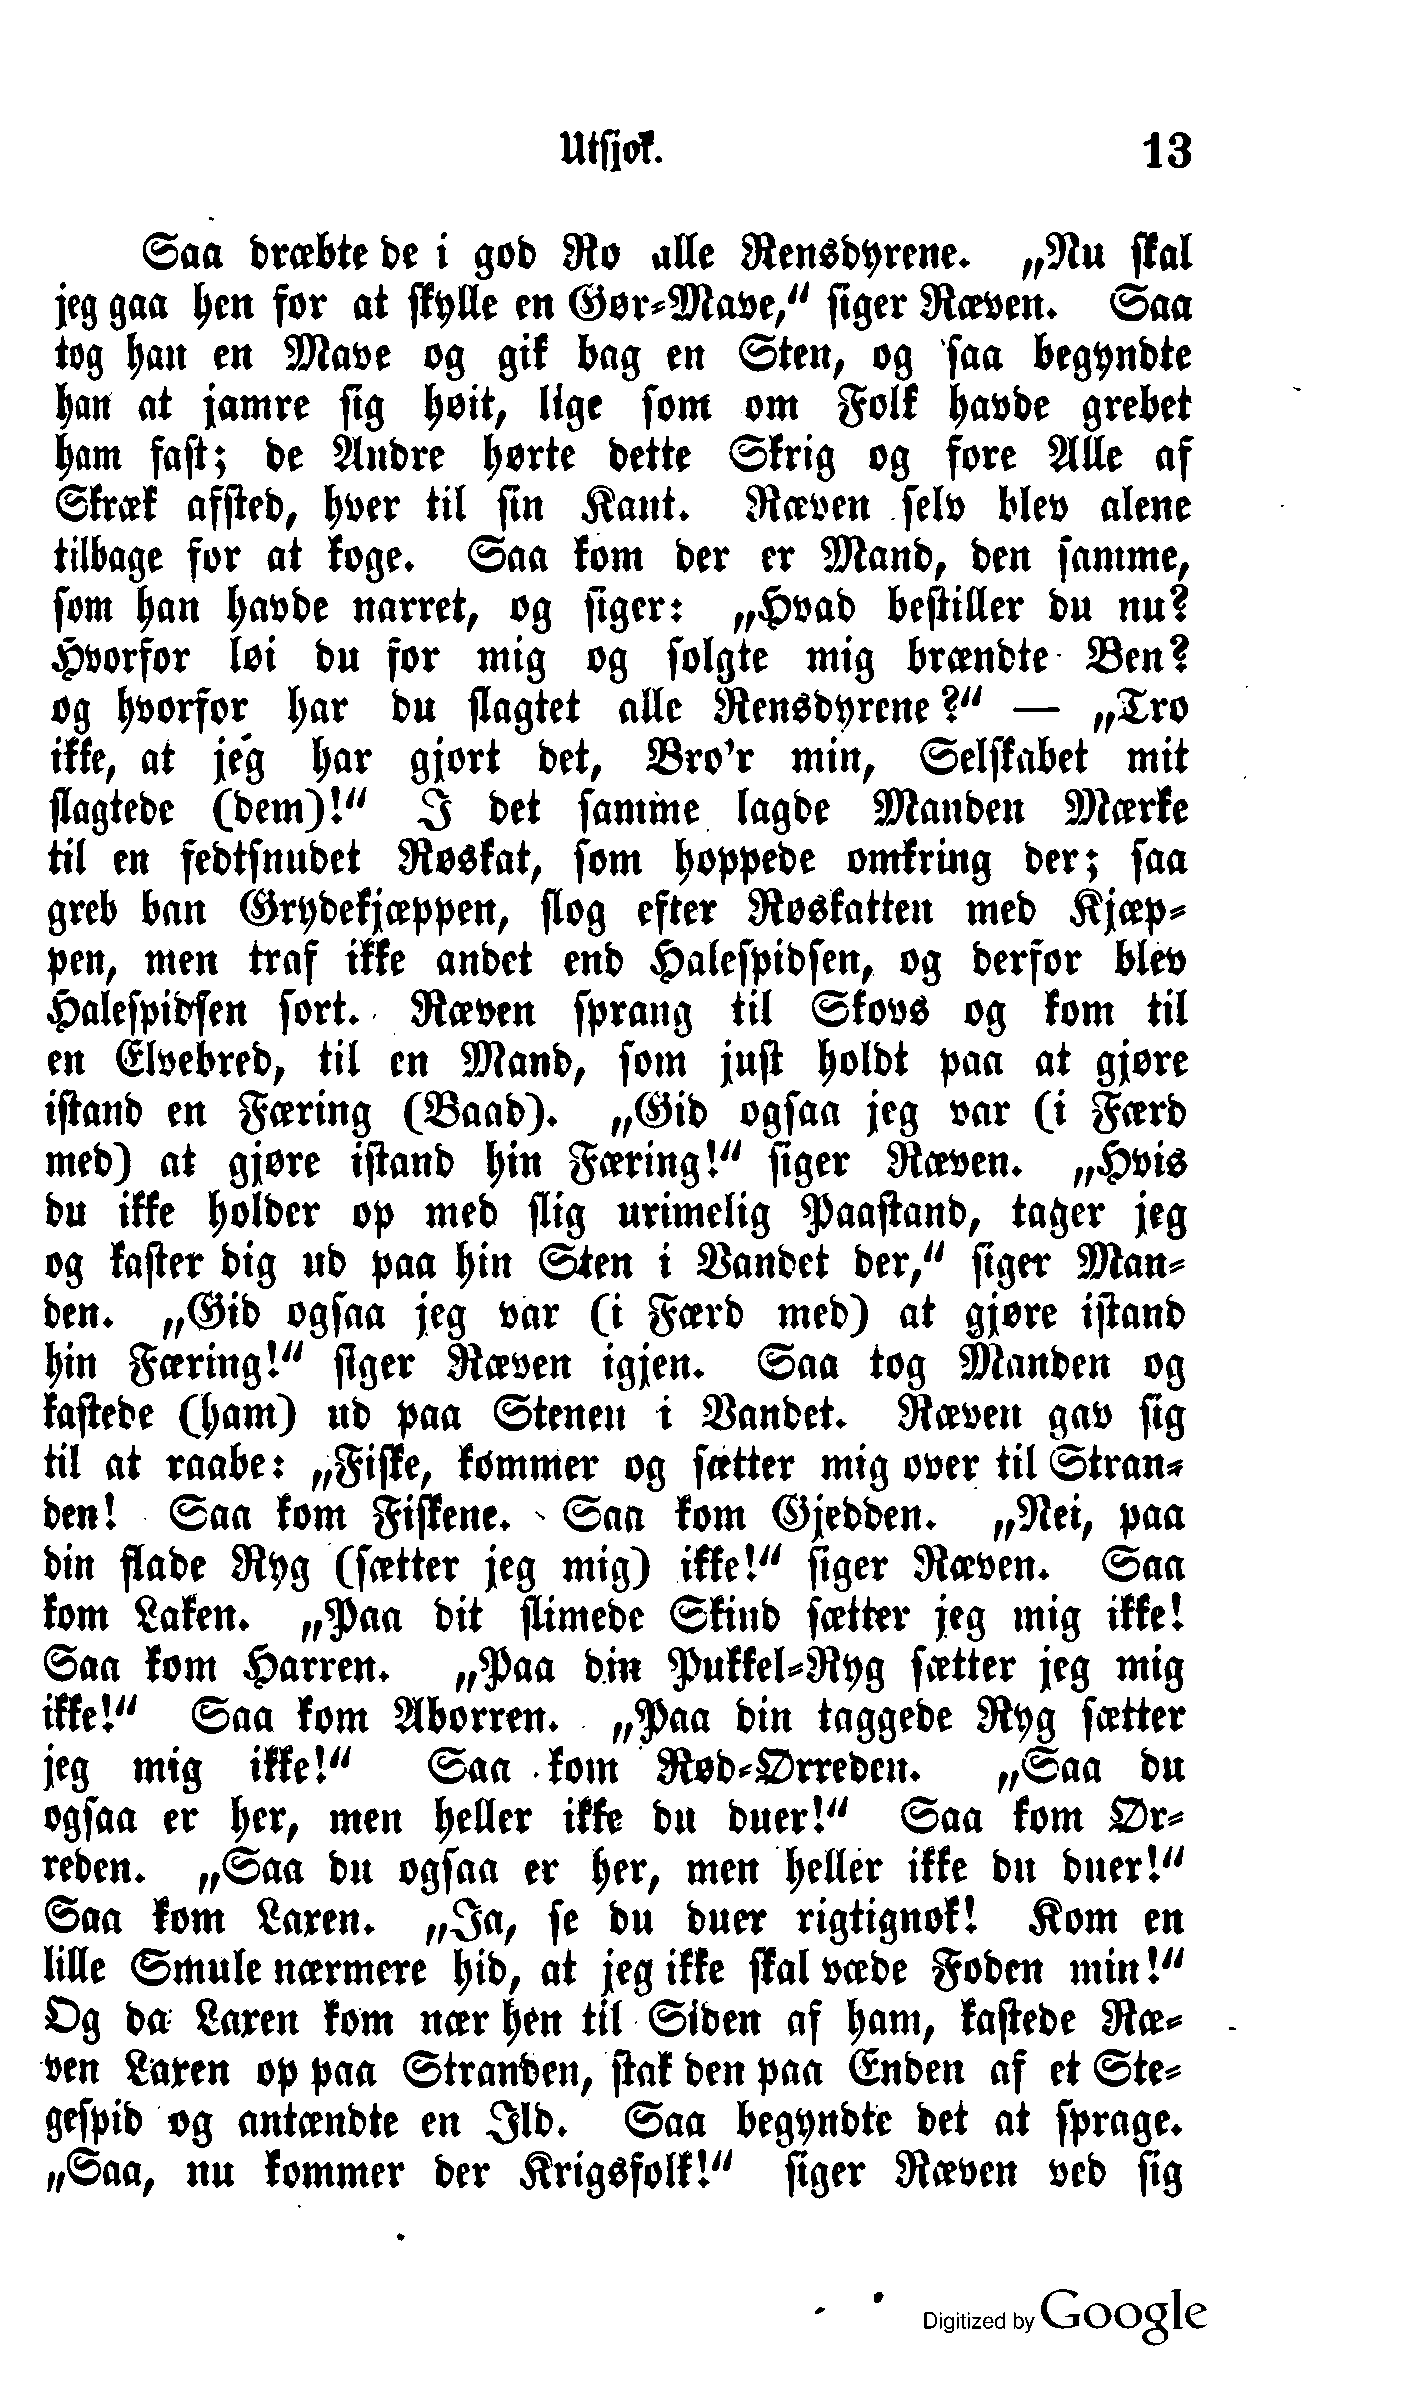 Utsjok. 13
Saa dræbte de i god Ro alle Rensdyrene. „Nu skal
jeg gaa hen for at skylle en Gør-Mave,“ siger Ræven. Saa
tog han en Mave og gik bag en Sten, og saa begyndte
han at jamre sig høit, lige som om Folk havde grebet
ham fast; de Andre hørte dette Skrig og fore Alle af
Skræk afsted, hver til sin Kant. Ræven selv blev alene
tilbage for at koge. Saa kom der er Mand, den samme,
som han havde narret, og siger: „Hvad bestiller du nu?
Hvorfor løi du for mig og solgte mig brændte Ben?
og hvorfor har du slagtet alle Rensdyrene?“ — „Tro
ikke, at jeg har gjort det, Bro'r min, Selskabet mit
slagtede (dem)!“ I det samme lagde Manden Mærke
til en fedtsnudet Røskat, som hoppede omkring der; saa
greb ban Grydekjæppen, slog efter Røskatten med Kjæp-
pen, men traf ikke andet end Halespidsen, og derfor blev
Halespidsen sort. Ræven sprang til Skovs og kom til
en Elvebred, til en Mand, som just holdt paa at gjøre
istand en Færing (Baad). „Gid ogsaa jeg var (i Færd
med) at gjøre istand hin Færing!“ siger Ræven. „Hvis
du ikke holder op med slig urimelig Paastand, tager jeg
og kaster dig ud paa hin Sten i Vandet der,“ siger Man-
den. „Gid ogsaa jeg var (i Færd med) at gjøre istand
hin Færing!“ siger Ræven igjen. Saa tog Manden og
kastede (ham) ud paa Stenen i Vandet. Ræven gav sig
til at raabe: „Fiske, kommer og sætter mig over til Stran-
den! Saa kom Fiskene. Saa kom Gjedden. „Nei, paa
din flade Ryg (sætter jeg mig) ikke!“ siger Ræven. Saa
kom Laken. „Paa dit slimede Skind sætter jeg mig ikke!
Saa kom Harren. „Paa din Pukkel-Ryg sætter jeg mig
ikke!“ Saa kom Aborren. „Paa din taggede Ryg sætter
jeg mig ikke!“ Saa kom Rød-Ørreden. „Saa du
ogsaa er her, men heller ikke du duer!“ Saa kom Ør-
reden. „Saa du ogsaa er her, men heller ikke du duer!“
Saa kom Laxen. „Ja, se du duer rigtignok! Kom en
lille Smule nærmere hid, at jeg ikke skal væde Foden min!“
Og da Laxen kom nær hen til Siden af ham, kastede Ræ-
ven Laxen op paa Stranden, stak den paa Enden af et Ste-
gespid og antændte en Ild. Saa begyndte det at sprage.
„Saa, nu kommer der Krigsfolk!“ siger Ræven ved sig
Digitized by Google